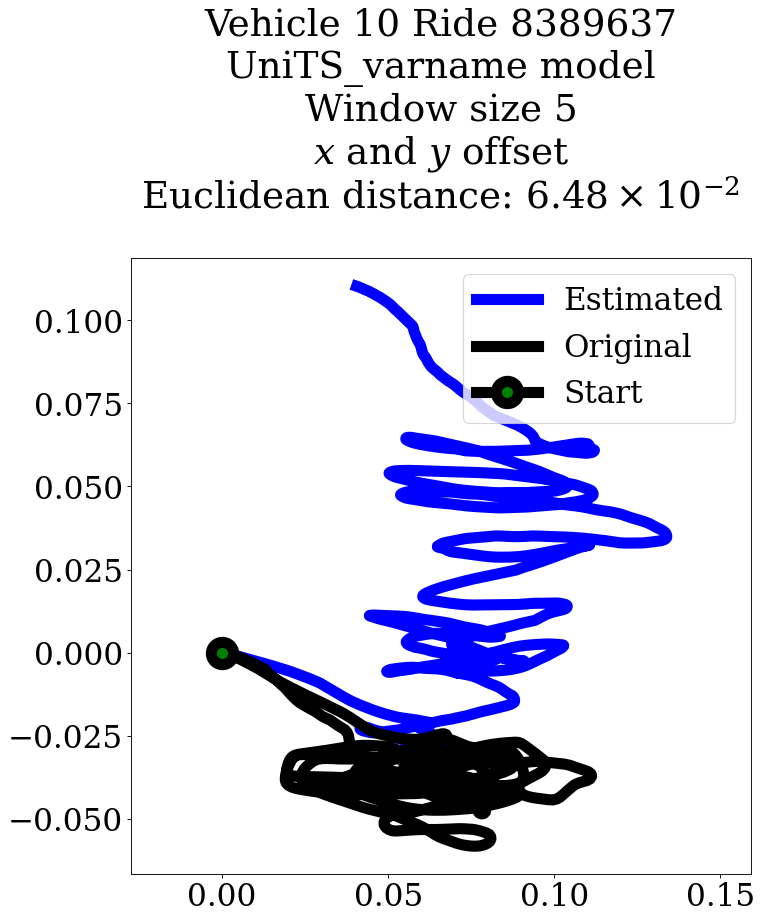 Vehicle 10 Ride 8389637
UniTS_varname model
Window size 5
x and y offset
Euclidean distance: 6.48 × 10⁻²
Estimated
Original
Start
0.100
0.075
0.050
0.025
0.000
−0.025
−0.050
0.00 0.05 0.10 0.15